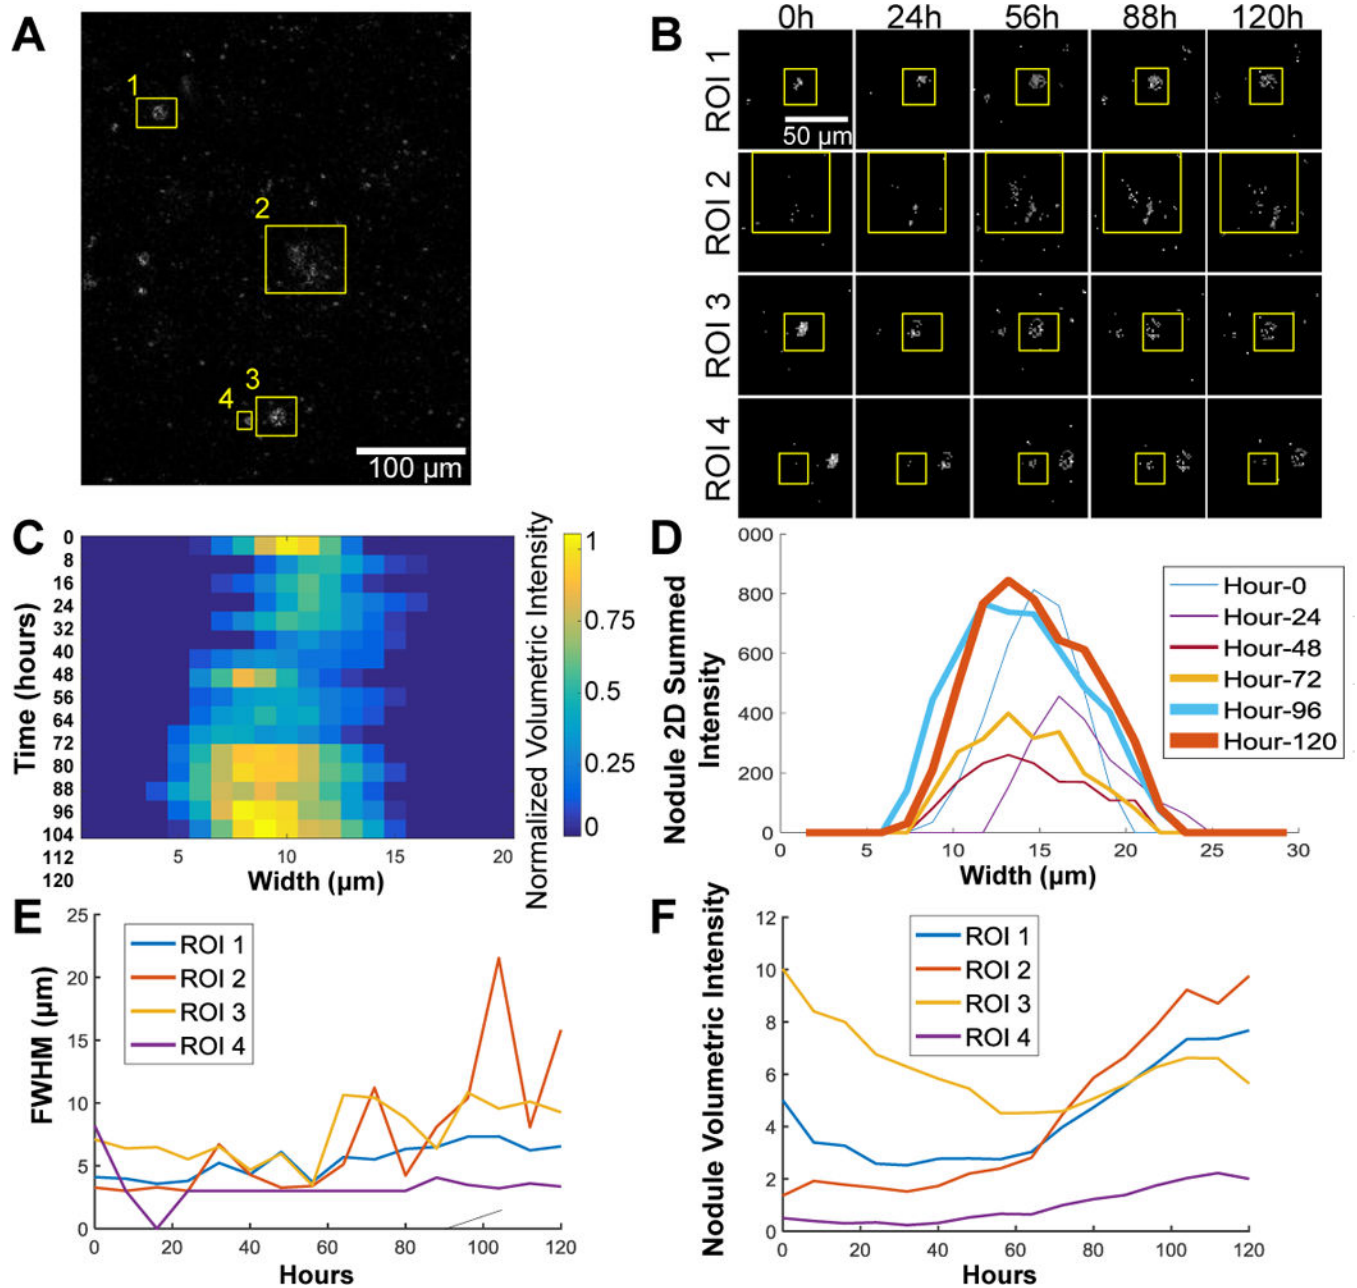 A
1
2
3
4
100 µm
B
0h 24h 56h 88h 120h
ROI 1
50 µm
ROI 2
ROI 3
ROI 4
C
Time (hours)
0
8
16
24
32
40
48
56
64
72
80
88
96
104
112
120
5 10 15 20
Width (µm)
Normalized Volumetric Intensity
1
0.75
0.5
0.25
0
D
Nodule 2D Summed
Intensity
000
800
600
400
200
0
0 5 10 15 20 25 30
Width (µm)
Hour-0
Hour-24
Hour-48
Hour-72
Hour-96
Hour-120
E
FWHM (µm)
25
20
15
10
5
0
0 20 40 60 80 100 120
Hours
ROI 1
ROI 2
ROI 3
ROI 4
F
Nodule Volumetric Intensity
12
10
8
6
4
2
0
0 20 40 60 80 100 120
Hours
ROI 1
ROI 2
ROI 3
ROI 4